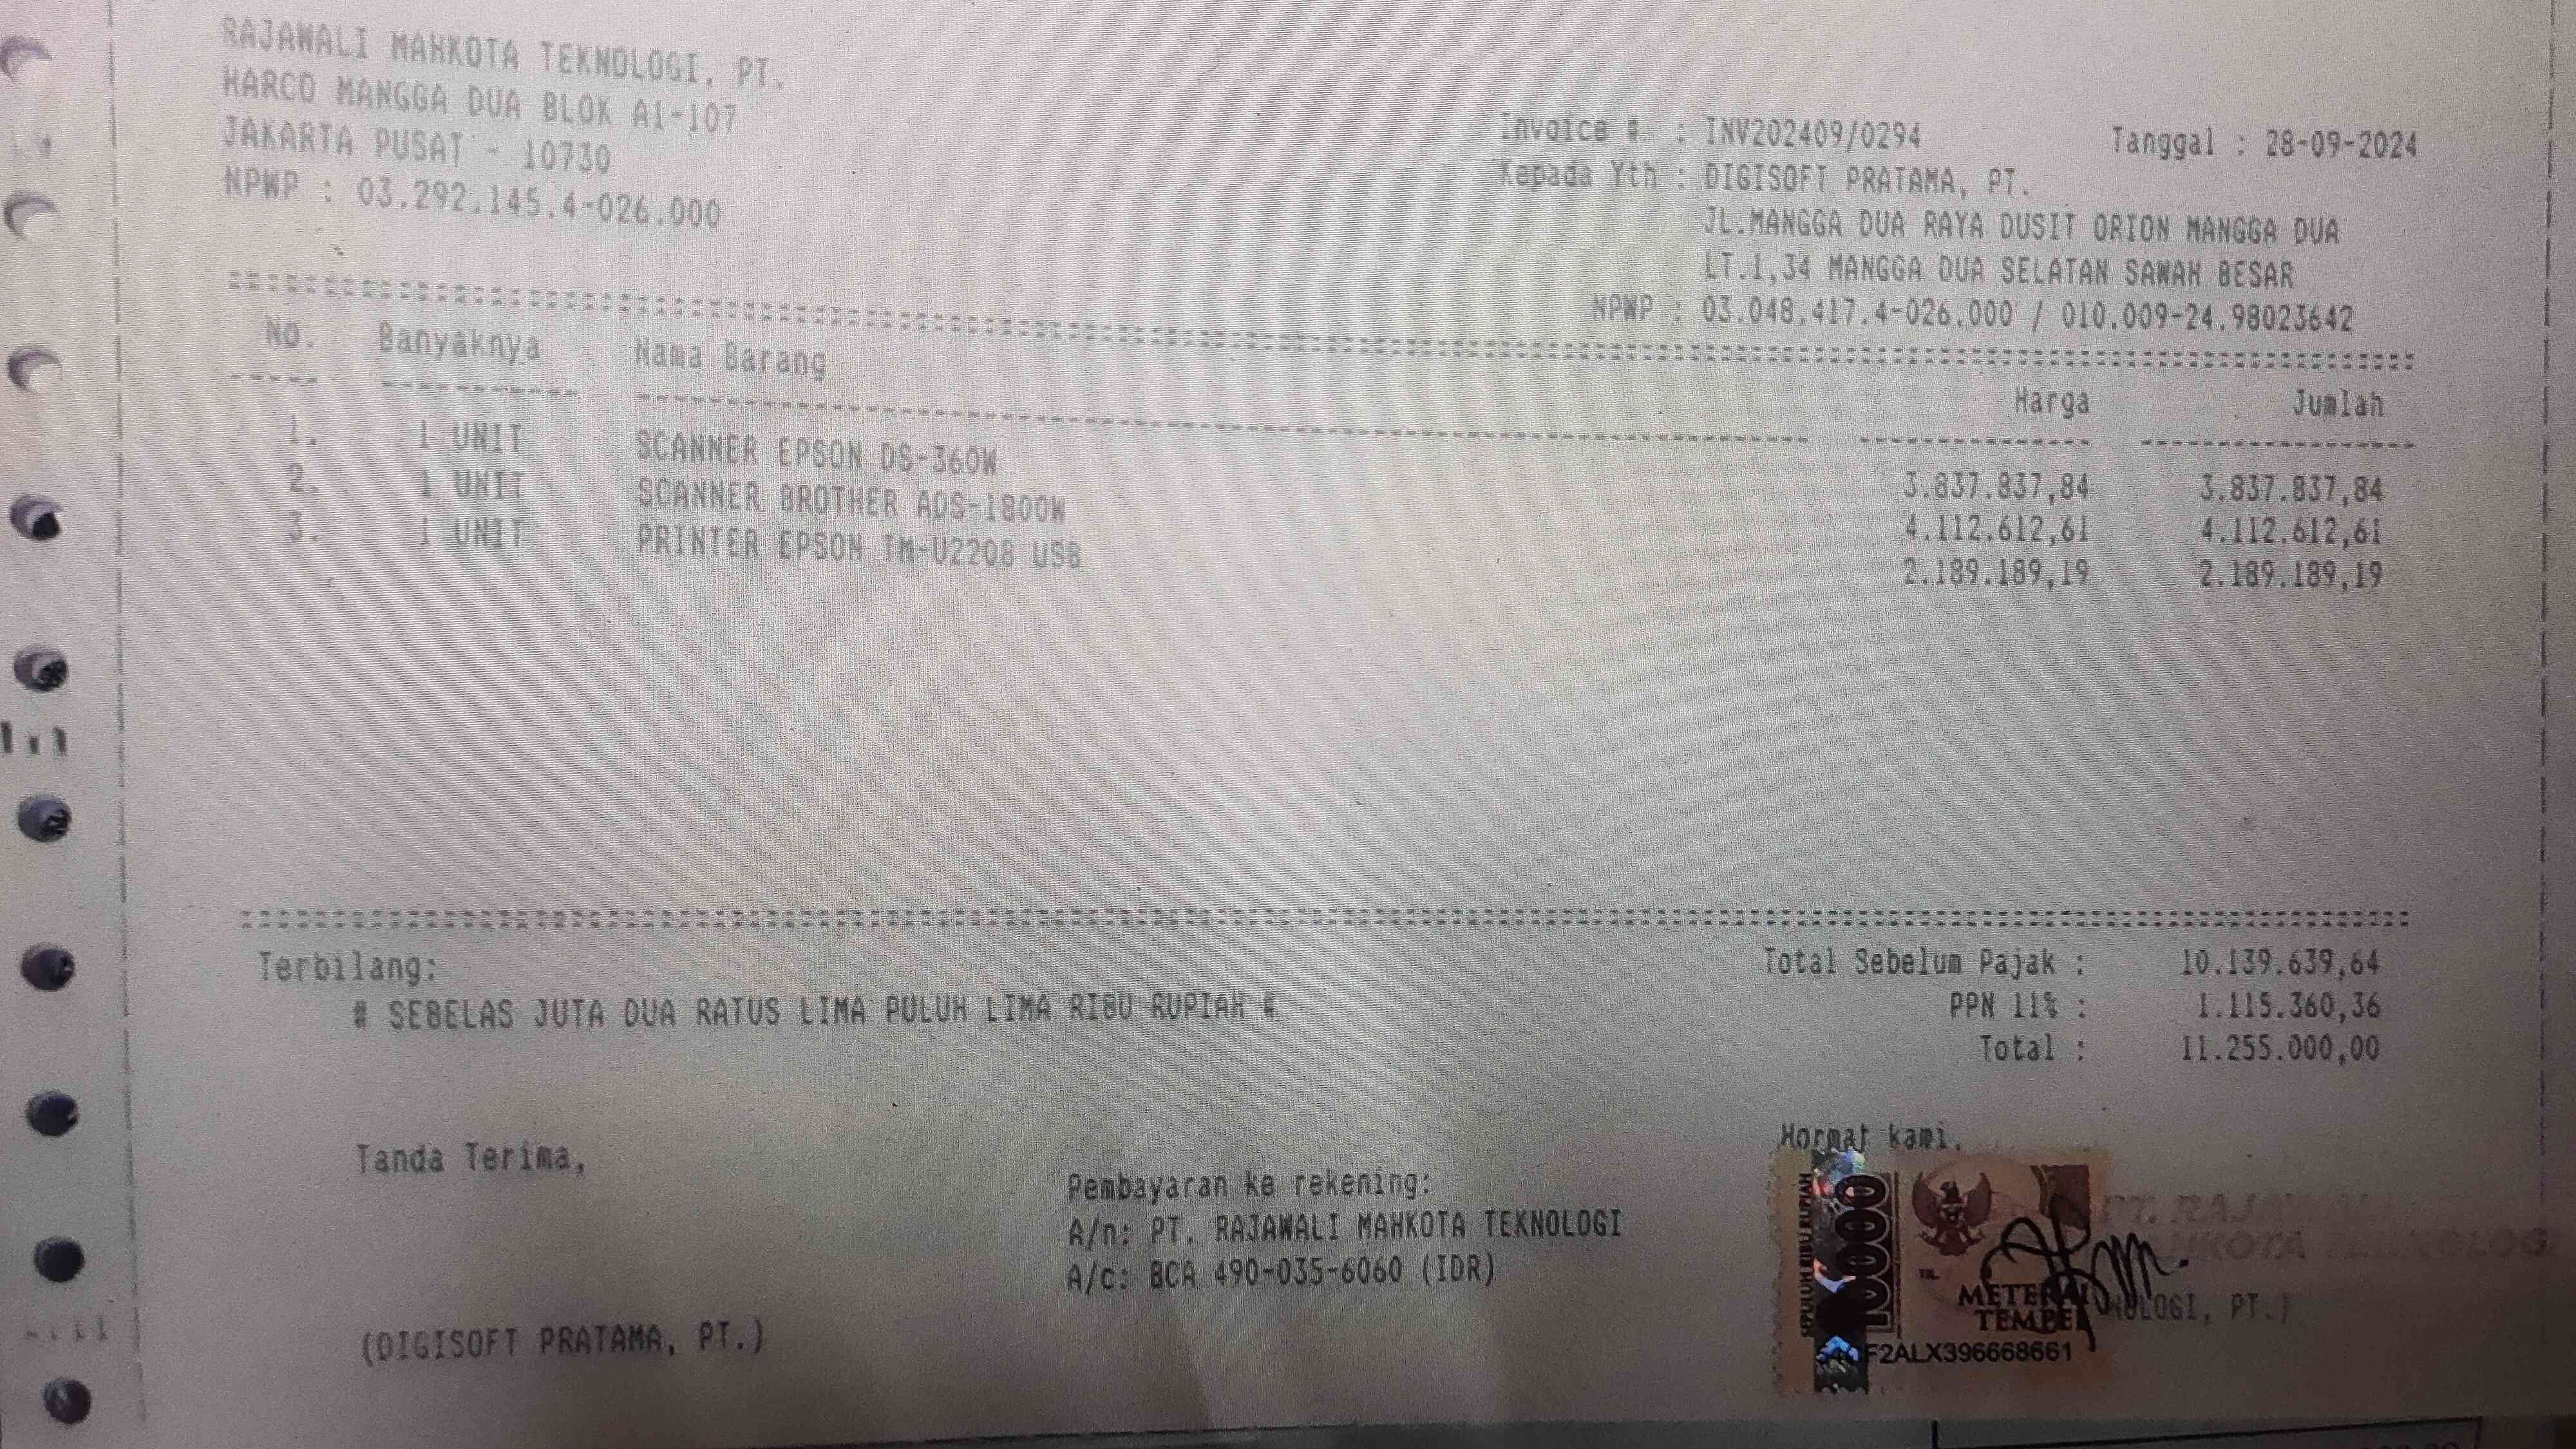 RAJAWALI MAHKOTA TEKNOLOGI, PT.
HARCO MANGGA DUA BLOK A1-107
JAKARTA PUSAT - 10730
NPWP : 03.292.145.4-026.000
Invoice # : INV202409/0294 Tanggal : 28-09-2024
Kepada Yth : DIGISOFT PRATAMA, PT.
JL.MANGGA DUA RAYA DUSIT ORION MANGGA DUA
LT.1,34 MANGGA DUA SELATAN SAWAH BESAR
NPWP : 03.048.417.4-026.000 / 010.009-24.98023642
No. Banyaknya Nama Barang Harga Jumlah
1. 1 UNIT SCANNER EPSON DS-360W 3.837.837,84 3.837.837,84
2. 1 UNIT SCANNER BROTHER ADS-1800W 4.112.612,61 4.112.612,61
3. 1 UNIT PRINTER EPSON TM-U220B USB 2.189.189,19 2.189.189,19
Terbilang:
# SEBELAS JUTA DUA RATUS LIMA PULUH LIMA RIBU RUPIAH #
Total Sebelum Pajak : 10.139.639,64
PPN 11% : 1.115.360,36
Total : 11.255.000,00
Tanda Terima,
(DIGISOFT PRATAMA, PT.)
Pembayaran ke rekening:
A/n: PT. RAJAWALI MAHKOTA TEKNOLOGI
A/c: BCA 490-035-6060 (IDR)
Hormat kami,
SEPULUH RIBU RUPIAH
10000
METERAI
TEMPEL
F2ALX396668661
PT. RAJ
NOLOGI, PT.)